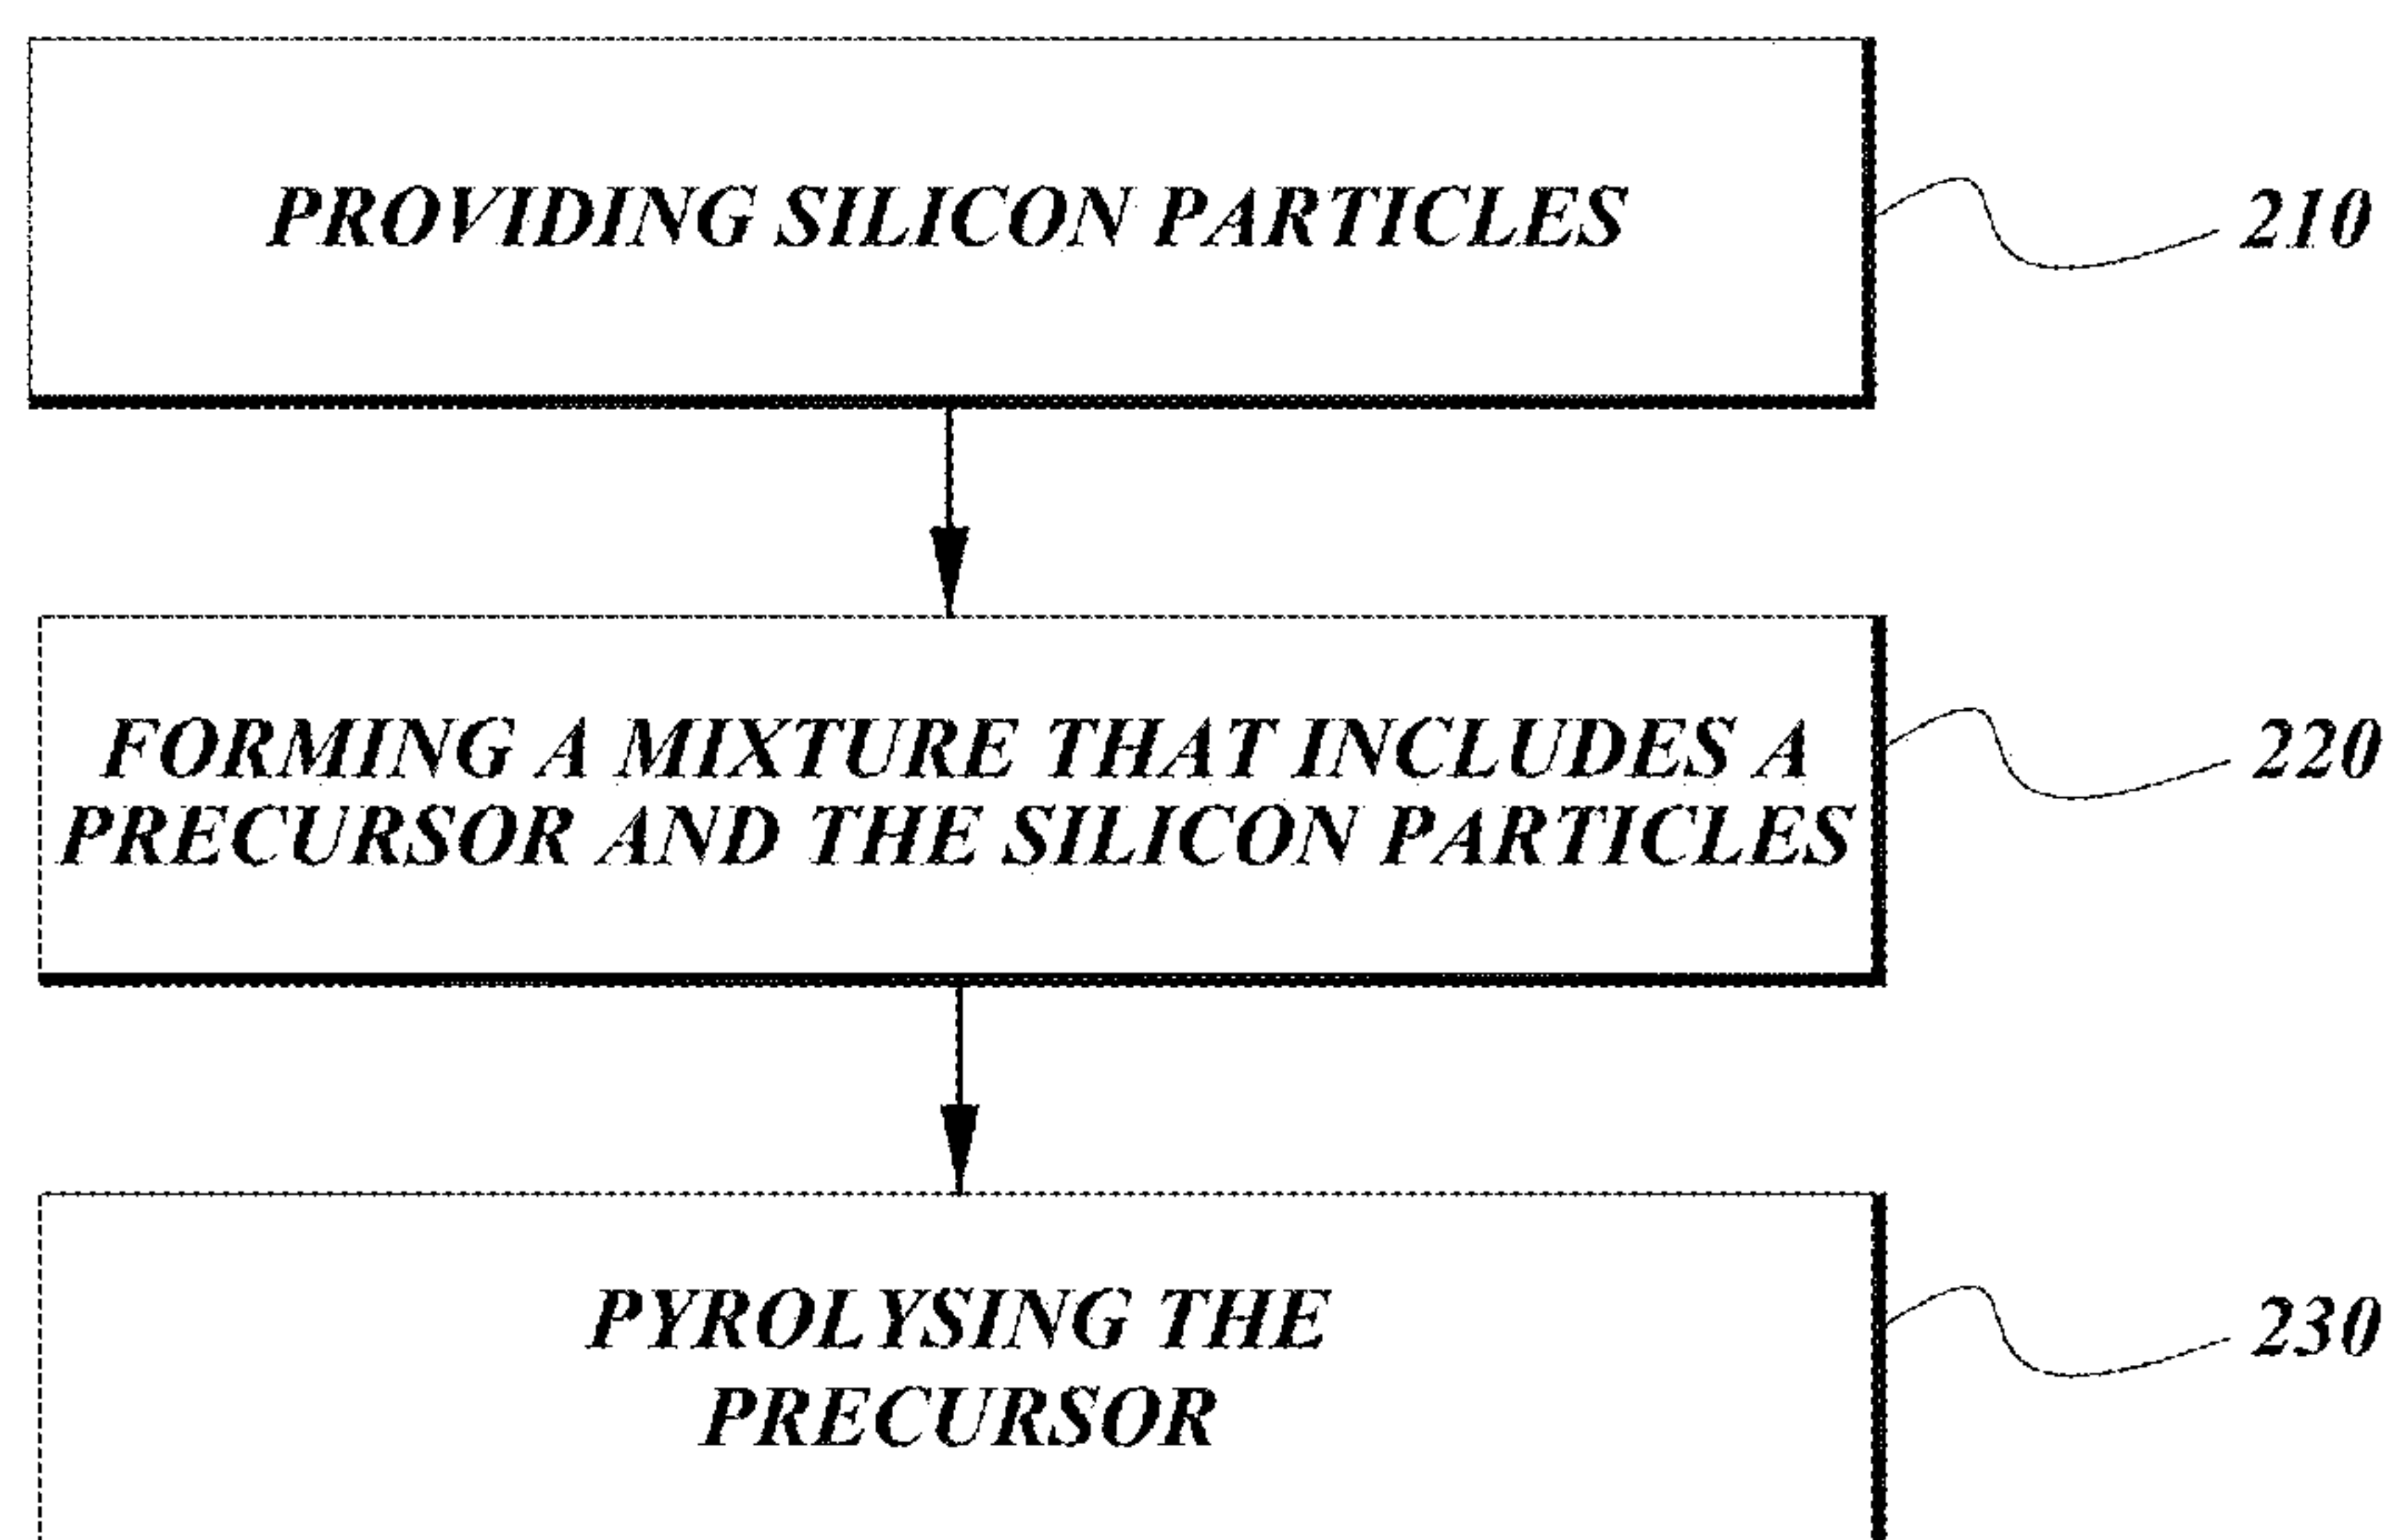 PROVIDING SILICON PARTICLES
210
FORMING A MIXTURE THAT INCLUDES A
PRECURSOR AND THE SILICON PARTICLES
220
PYROLYSING THE
PRECURSOR
230